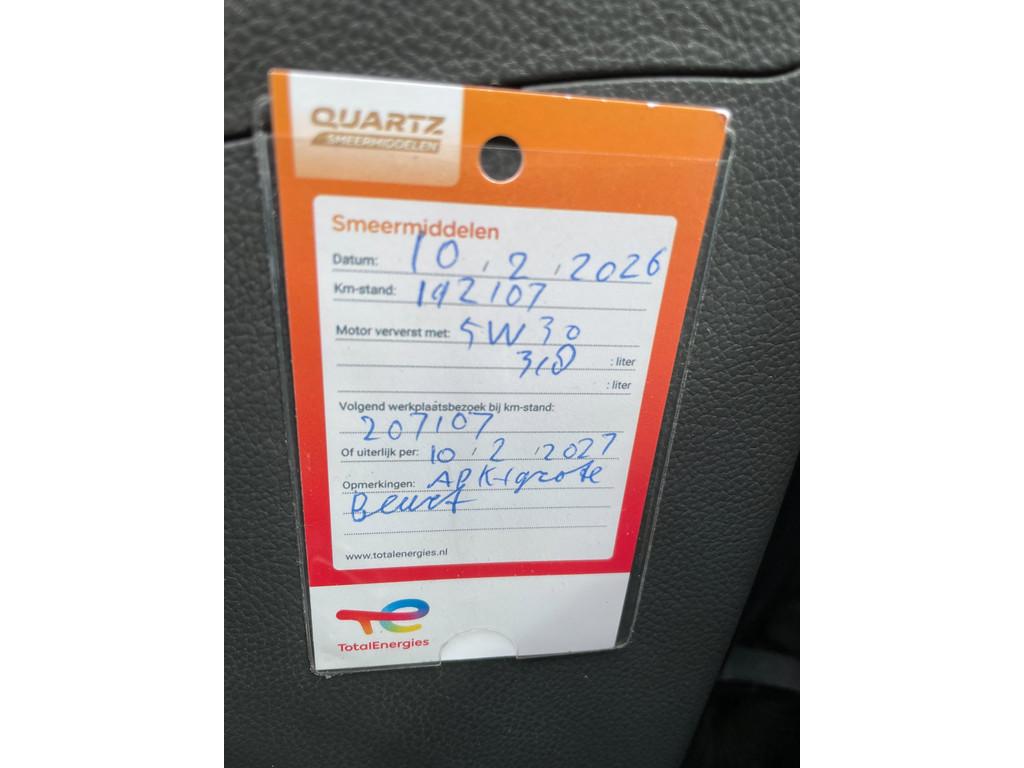 QUARTZ
SMEERMIDDELEN
Smeermiddelen
Datum: 10 , 2 , 2026
Km-stand: 192107
Motor ververst met: 5W30
3,8 : liter
: liter
Volgend werkplaatsbezoek bij km-stand:
207107
Of uiterlijk per: 10 , 2 , 2027
Opmerkingen: APK+grote
Beurt
www.totalenergies.nl
TotalEnergies